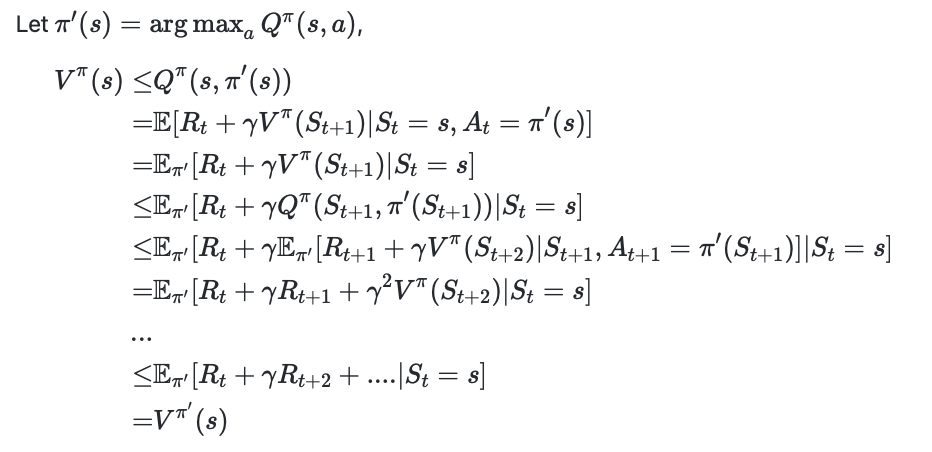 Let π′(s) = arg maxₐ Q^π(s, a),
V^π(s) ≤Q^π(s, π′(s))
=𝔼[R_t + γV^π(S_{t+1})|S_t = s, A_t = π′(s)]
=𝔼_{π′}[R_t + γV^π(S_{t+1})|S_t = s]
≤𝔼_{π′}[R_t + γQ^π(S_{t+1}, π′(S_{t+1}))|S_t = s]
≤𝔼_{π′}[R_t + γ𝔼_{π′}[R_{t+1} + γV^π(S_{t+2})|S_{t+1}, A_{t+1} = π′(S_{t+1})]|S_t = s]
=𝔼_{π′}[R_t + γR_{t+1} + γ²V^π(S_{t+2})|S_t = s]
...
≤𝔼_{π′}[R_t + γR_{t+2} + ....|S_t = s]
=V^{π′}(s)